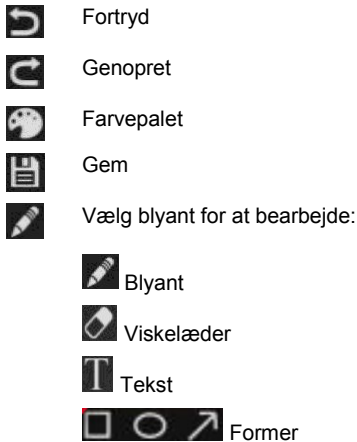 Fortryd
Genopret
Farvepalet
Gem
Vælg blyant for at bearbejde:
Blyant
Viskelæder
Tekst
Former